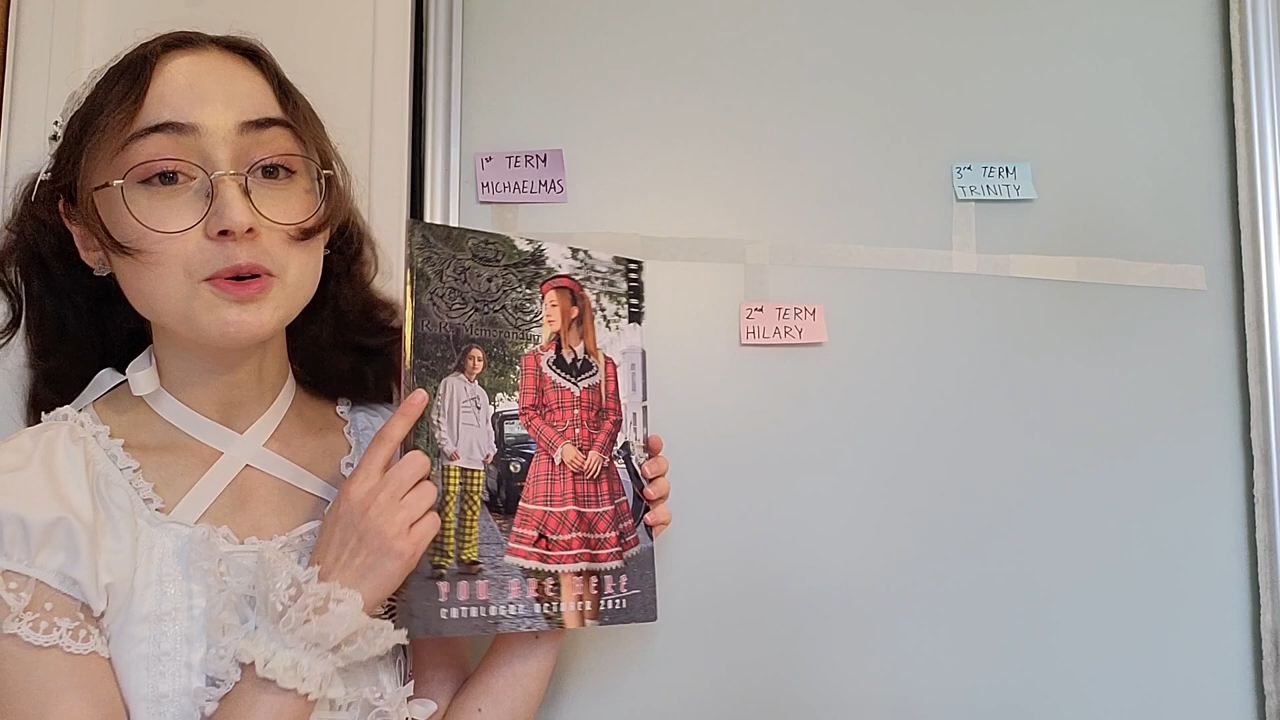 1st TERM
MICHAELMAS
3rd TERM
TRINITY
2nd TERM
HILARY
R.R. Memorandum
YOU ARE HERE
CATALOGUE OCTOBER 2021